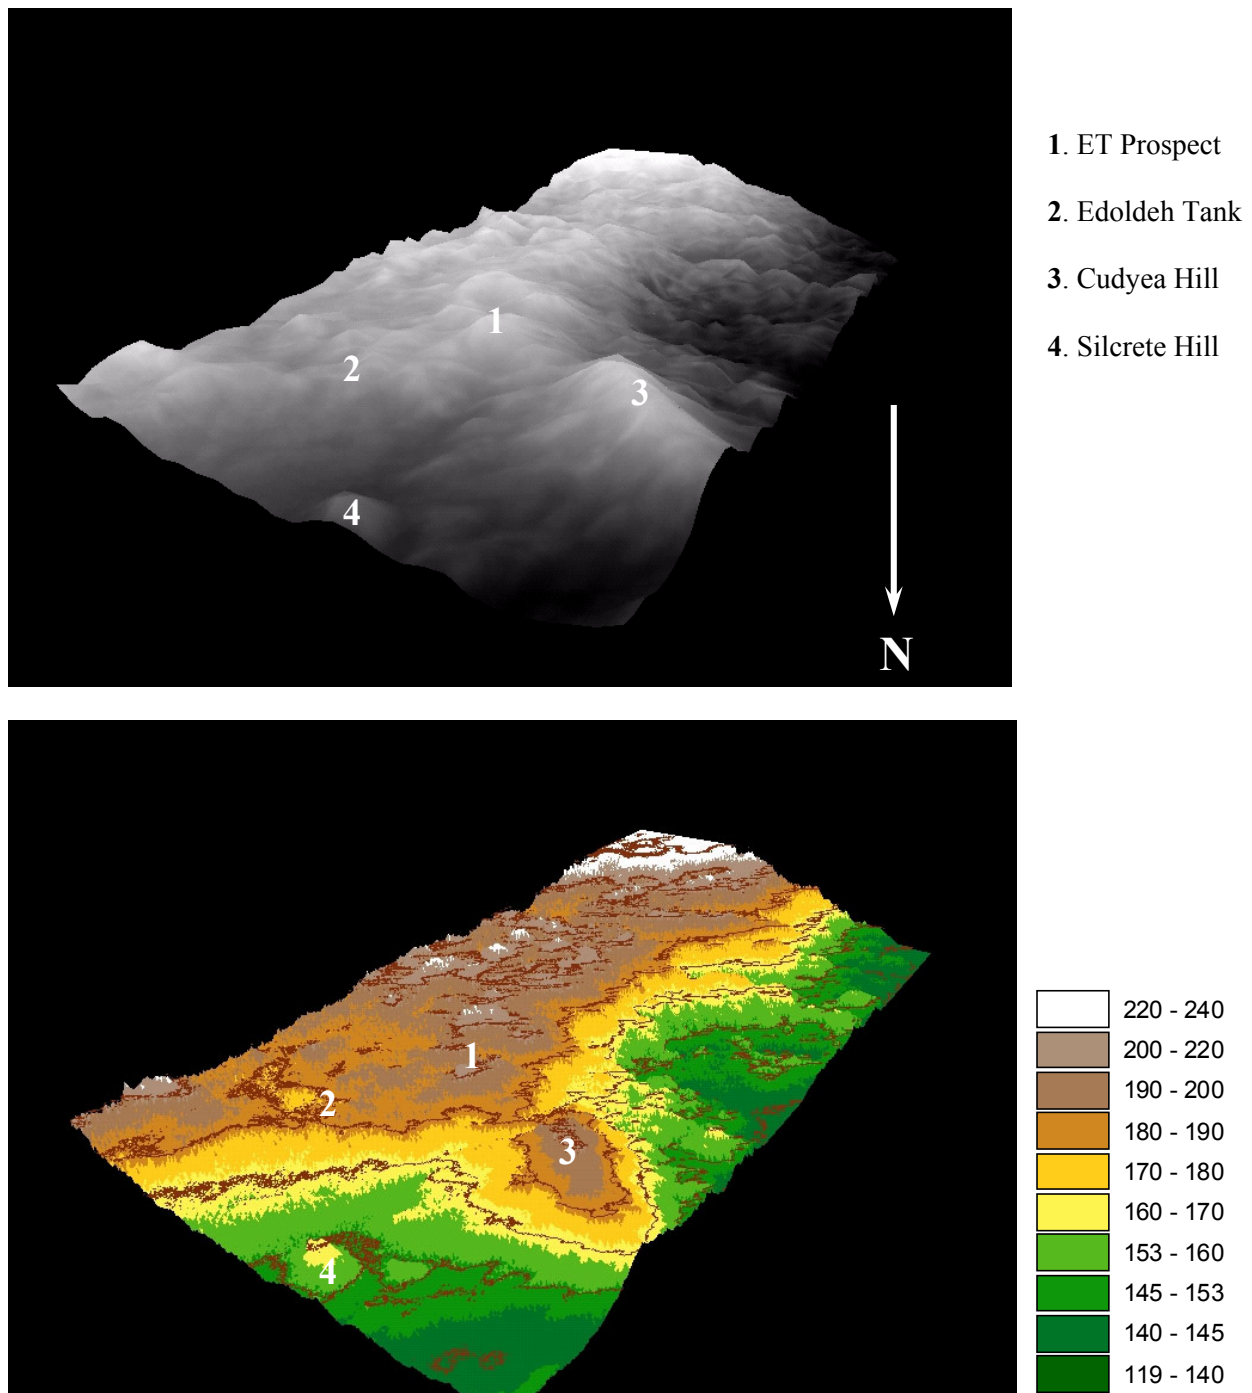 1. ET Prospect
2. Edoldeh Tank
3. Cudyea Hill
4. Silcrete Hill
1
2
3
4
N
1
2
3
4
220 - 240
200 - 220
190 - 200
180 - 190
170 - 180
160 - 170
153 - 160
145 - 153
140 - 145
119 - 140